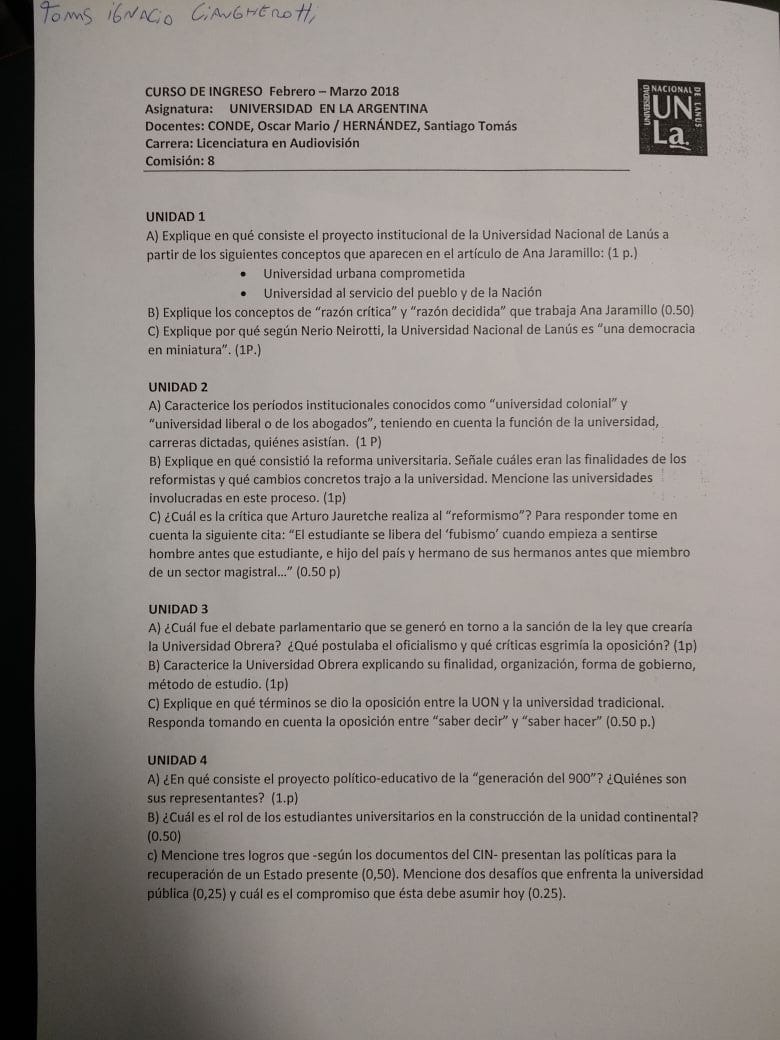 Toms iGNACiO CiANGHEROtti
CURSO DE INGRESO Febrero – Marzo 2018
Asignatura: UNIVERSIDAD EN LA ARGENTINA
Docentes: CONDE, Oscar Mario / HERNÁNDEZ, Santiago Tomás
Carrera: Licenciatura en Audiovisión
Comisión: 8
UNIVERSIDAD NACIONAL DE LANUS
UN
La.
UNIDAD 1
A) Explique en qué consiste el proyecto institucional de la Universidad Nacional de Lanús a
partir de los siguientes conceptos que aparecen en el artículo de Ana Jaramillo: (1 p.)
• Universidad urbana comprometida
• Universidad al servicio del pueblo y de la Nación
B) Explique los conceptos de “razón crítica” y “razón decidida” que trabaja Ana Jaramillo (0.50)
C) Explique por qué según Nerio Neirotti, la Universidad Nacional de Lanús es “una democracia
en miniatura”. (1P.)
UNIDAD 2
A) Caracterice los períodos institucionales conocidos como “universidad colonial” y
“universidad liberal o de los abogados”, teniendo en cuenta la función de la universidad,
carreras dictadas, quiénes asistían. (1 P)
B) Explique en qué consistió la reforma universitaria. Señale cuáles eran las finalidades de los
reformistas y qué cambios concretos trajo a la universidad. Mencione las universidades
involucradas en este proceso. (1p)
C) ¿Cuál es la crítica que Arturo Jauretche realiza al “reformismo”? Para responder tome en
cuenta la siguiente cita: “El estudiante se libera del ‘fubismo’ cuando empieza a sentirse
hombre antes que estudiante, e hijo del país y hermano de sus hermanos antes que miembro
de un sector magistral...” (0.50 p)
UNIDAD 3
A) ¿Cuál fue el debate parlamentario que se generó en torno a la sanción de la ley que crearía
la Universidad Obrera? ¿Qué postulaba el oficialismo y qué críticas esgrimía la oposición? (1p)
B) Caracterice la Universidad Obrera explicando su finalidad, organización, forma de gobierno,
método de estudio. (1p)
C) Explique en qué términos se dio la oposición entre la UON y la universidad tradicional.
Responda tomando en cuenta la oposición entre “saber decir” y “saber hacer” (0.50 p.)
UNIDAD 4
A) ¿En qué consiste el proyecto político-educativo de la “generación del 900”? ¿Quiénes son
sus representantes? (1.p)
B) ¿Cuál es el rol de los estudiantes universitarios en la construcción de la unidad continental?
(0.50)
c) Mencione tres logros que -según los documentos del CIN- presentan las políticas para la
recuperación de un Estado presente (0,50). Mencione dos desafíos que enfrenta la universidad
pública (0,25) y cuál es el compromiso que ésta debe asumir hoy (0.25).